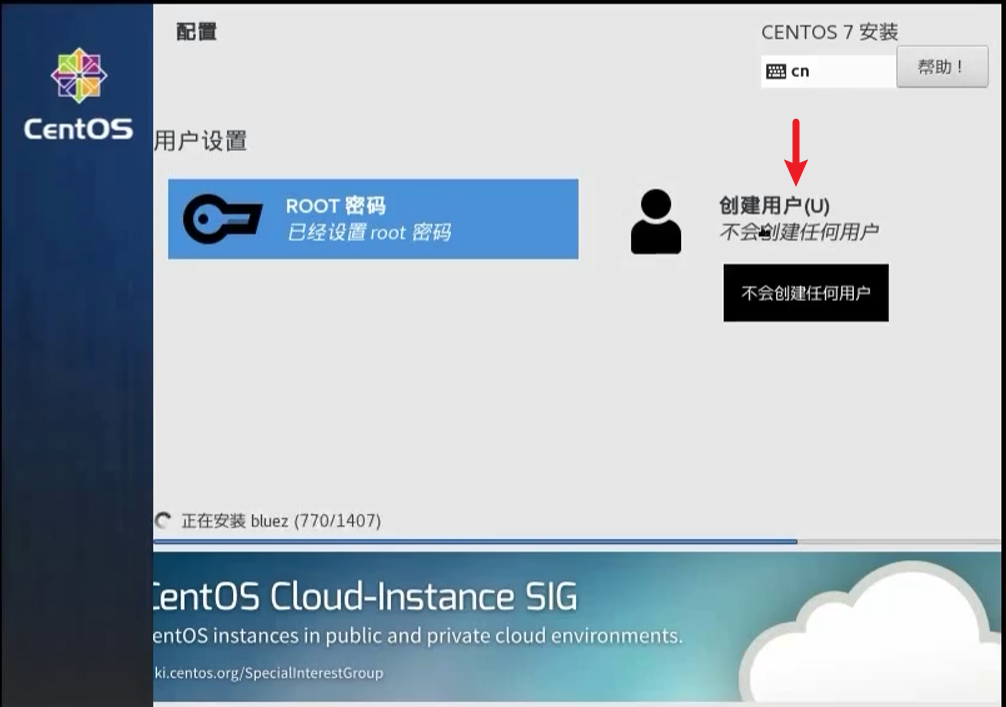 配置
CENTOS 7 安装
cn
帮助！
CentOS
用户设置
ROOT 密码
已经设置 root 密码
创建用户(U)
不会创建任何用户
不会创建任何用户
正在安装 bluez (770/1407)
CentOS Cloud-Instance SIG
entOS instances in public and private cloud environments.
ki.centos.org/SpecialInterestGroup